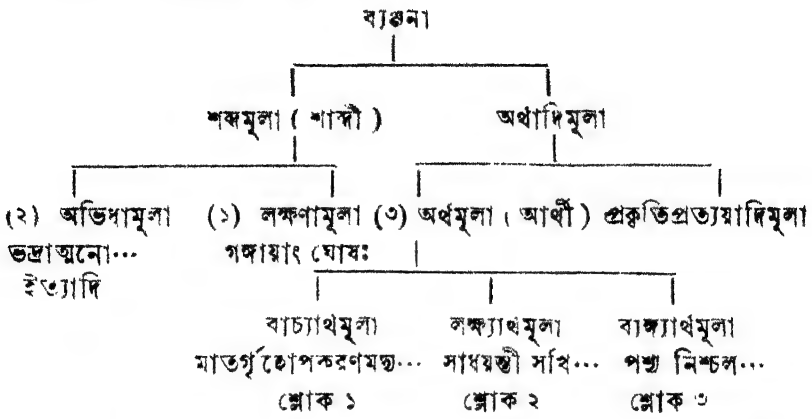 ব্যঞ্জনা
শব্দমূলা ( শাব্দী ) অর্থাদিমূলা
(২) অভিধামূলা (১) লক্ষণামূলা (৩) অর্থমূলা ( আর্থী ) প্রকৃতিপ্রত্যয়াদিমূলা
ভদ্রাত্মনো… গঙ্গায়াং ঘোষঃ
ইত্যাদি
বাচ্যার্থমূলা লক্ষ্যার্থমূলা ব্যঙ্গ্যার্থমূলা
মাতর্গৃহোপকরণমদ্য… সাধয়ন্তী সখি… পশ্য নিশ্চল…
শ্লোক ১ শ্লোক ২ শ্লোক ৩